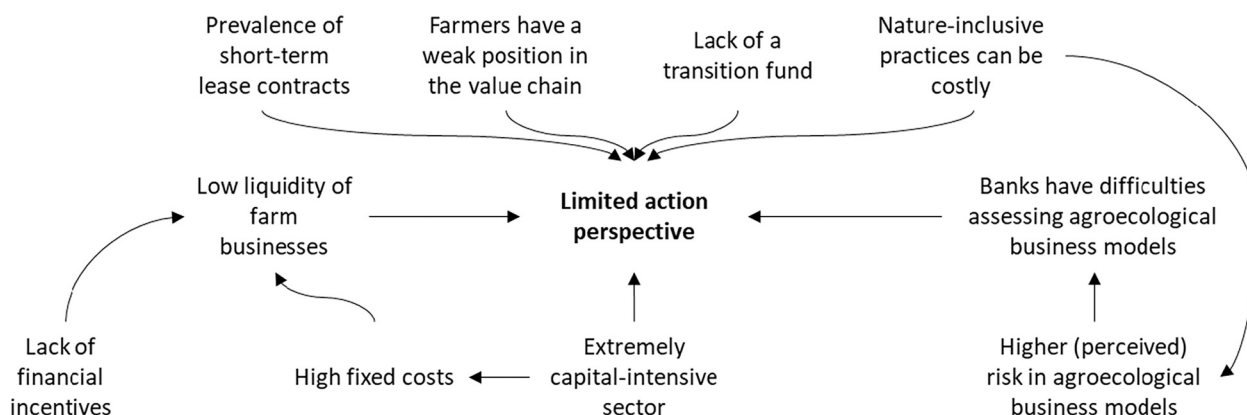 Prevalence of
short-term
lease contracts
Farmers have a
weak position in
the value chain
Lack of a
transition fund
Nature-inclusive
practices can be
costly
Low liquidity of
farm
businesses
Limited action
perspective
Banks have difficulties
assessing agroecological
business models
Lack of
financial
incentives
High fixed costs
Extremely
capital-intensive
sector
Higher (perceived)
risk in agroecological
business models